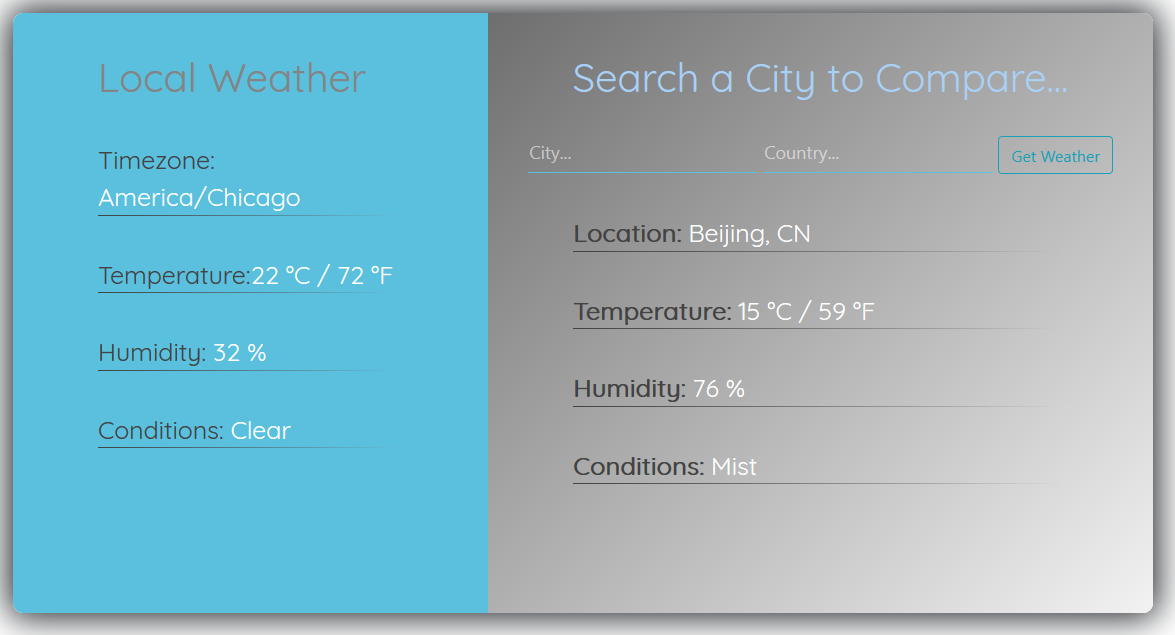 Local Weather
Timezone:
America/Chicago
Temperature:22 °C / 72 °F
Humidity: 32 %
Conditions: Clear
Search a City to Compare...
City... Country... Get Weather
Location: Beijing, CN
Temperature: 15 °C / 59 °F
Humidity: 76 %
Conditions: Mist